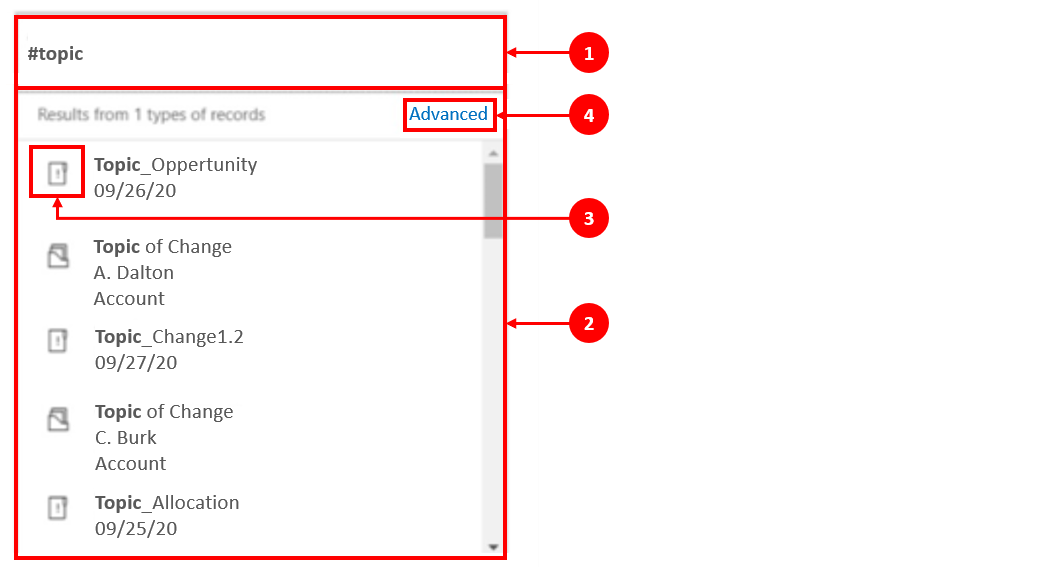 #topic
1
Results from 1 types of records
Advanced
4
Topic_Oppertunity
09/26/20
3
Topic of Change
A. Dalton
Account
2
Topic_Change1.2
09/27/20
Topic of Change
C. Burk
Account
Topic_Allocation
09/25/20